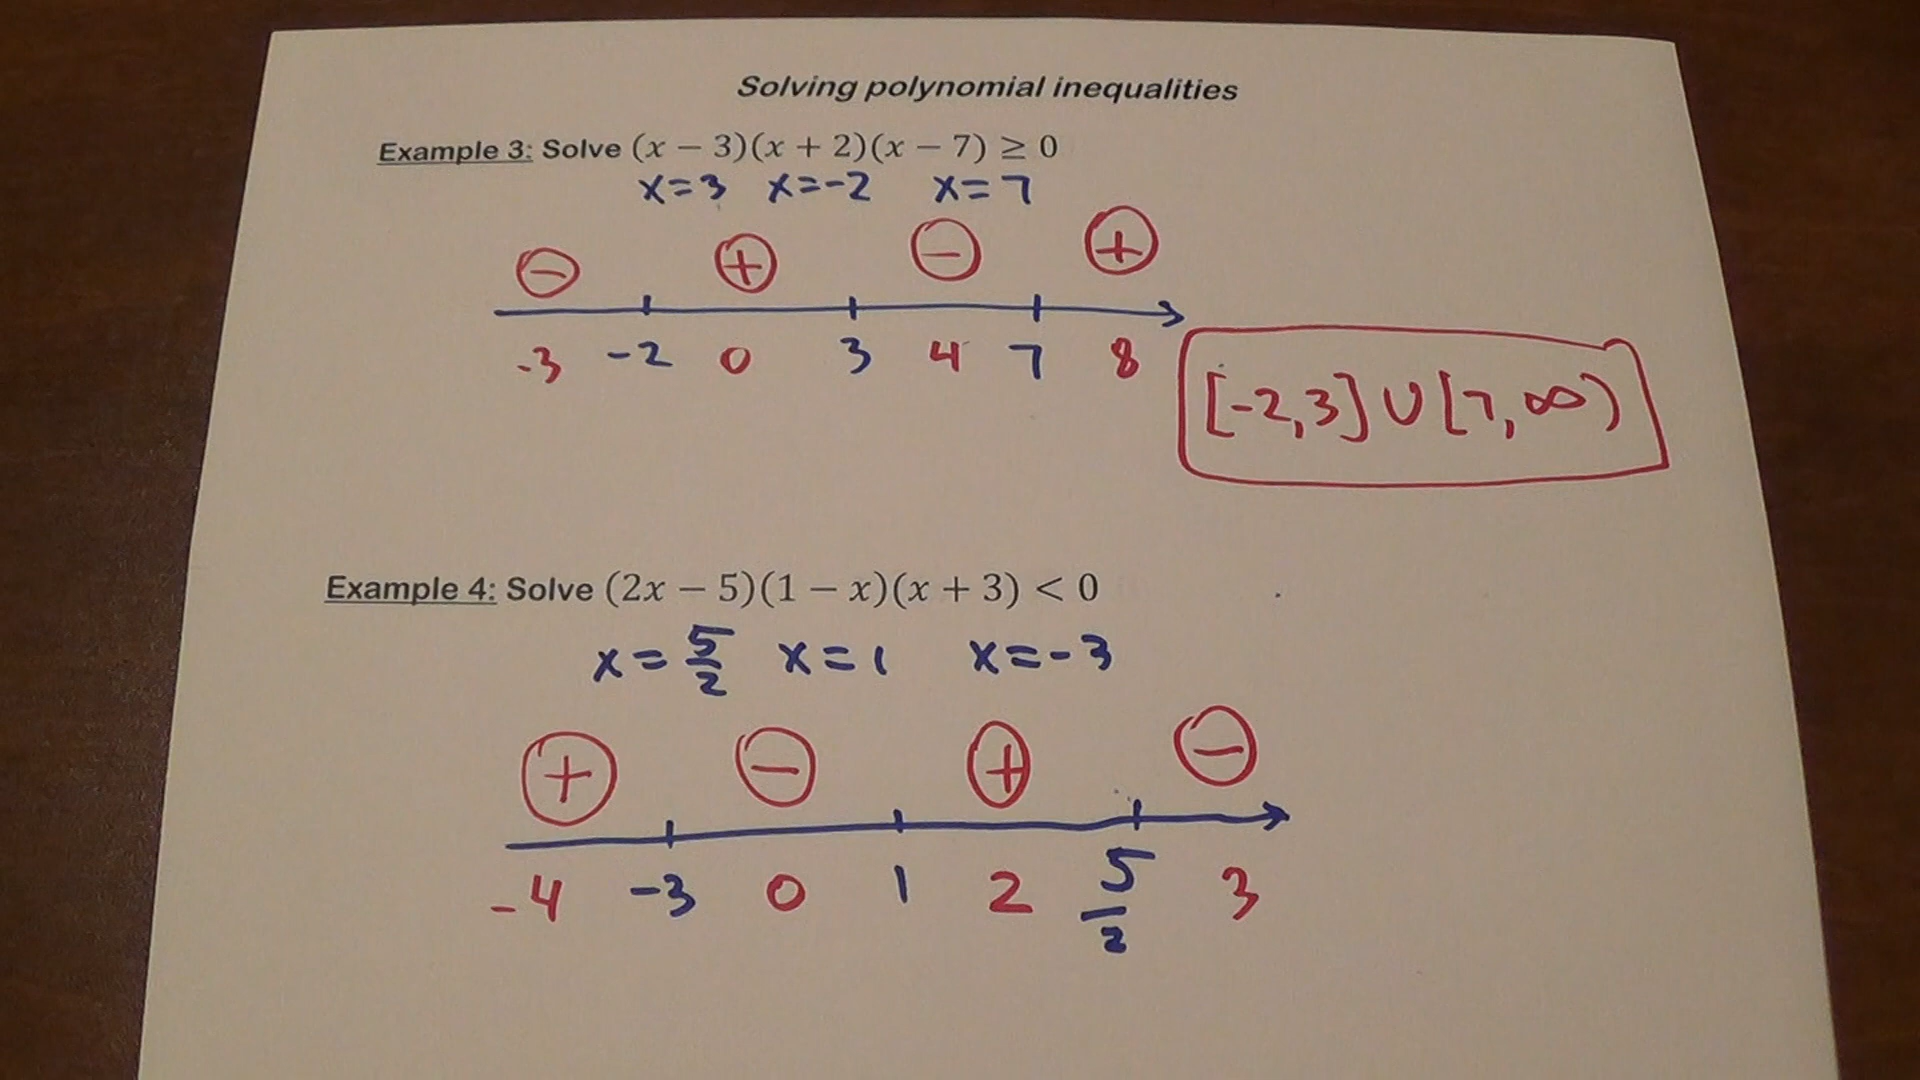 Solving polynomial inequalities
Example 3: Solve (x − 3)(x + 2)(x − 7) ≥ 0
x=3 x=-2 x=7
− + − +
-3 -2 0 3 4 7 8
[-2,3]∪[7,∞)
Example 4: Solve (2x − 5)(1 − x)(x + 3) < 0
x=5/2 x=1 x=-3
+ − + −
-4 -3 0 1 2 5/2 3